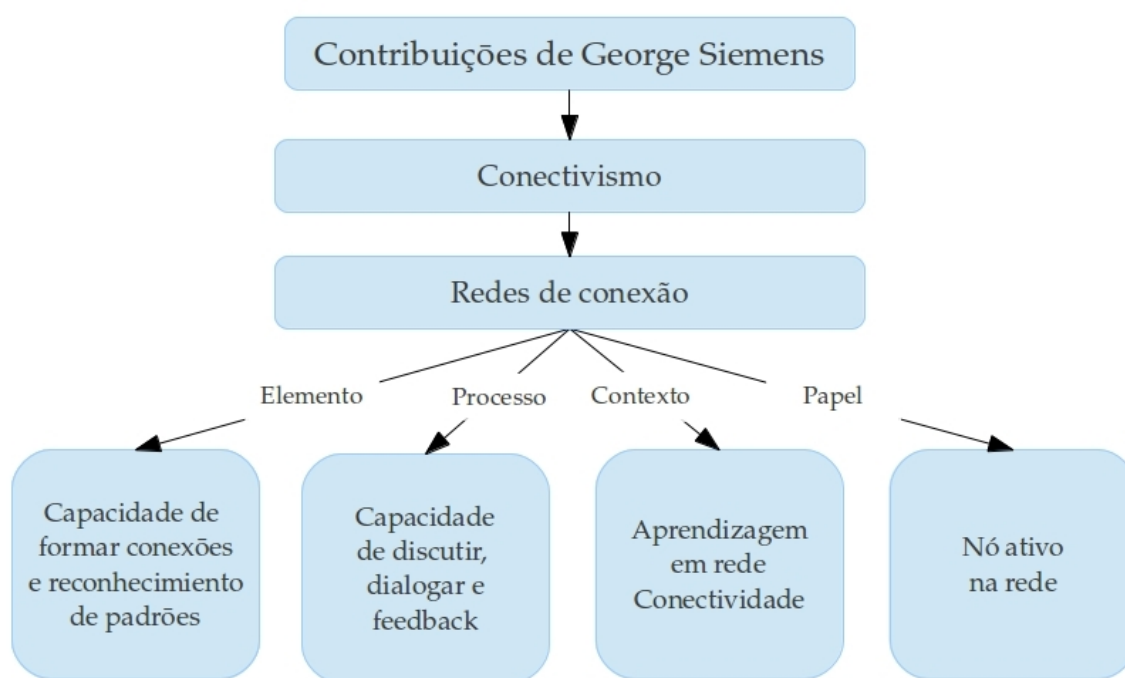 Contribuições de George Siemens
Conectivismo
Redes de conexão
Elemento
Processo
Contexto
Papel
Capacidade de
formar conexões
e reconhecimiento
de padrões
Capacidade
de discutir,
dialogar e
feedback
Aprendizagem
em rede
Conectividade
Nó ativo
na rede